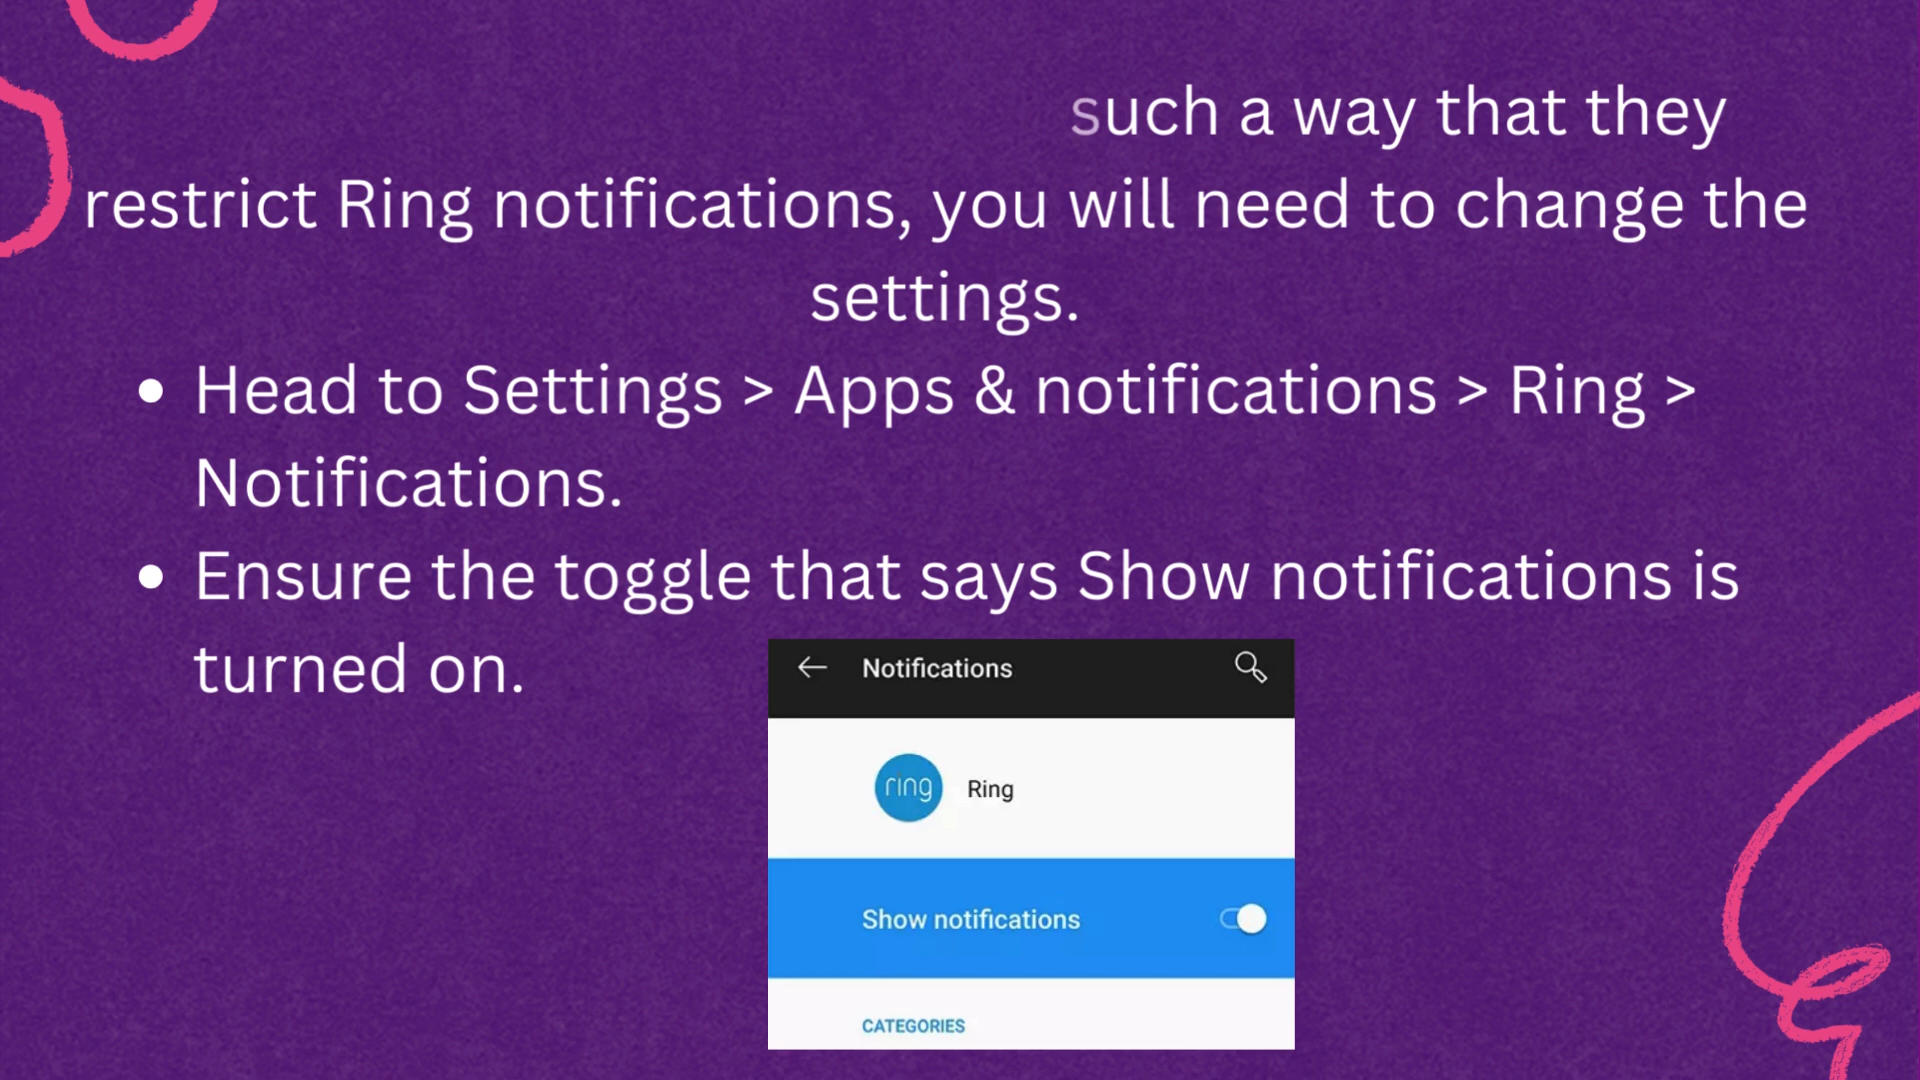 such a way that they
restrict Ring notifications, you will need to change the
settings.
• Head to Settings > Apps & notifications > Ring >
Notifications.
• Ensure the toggle that says Show notifications is
turned on.
Notifications
ring Ring
Show notifications
CATEGORIES